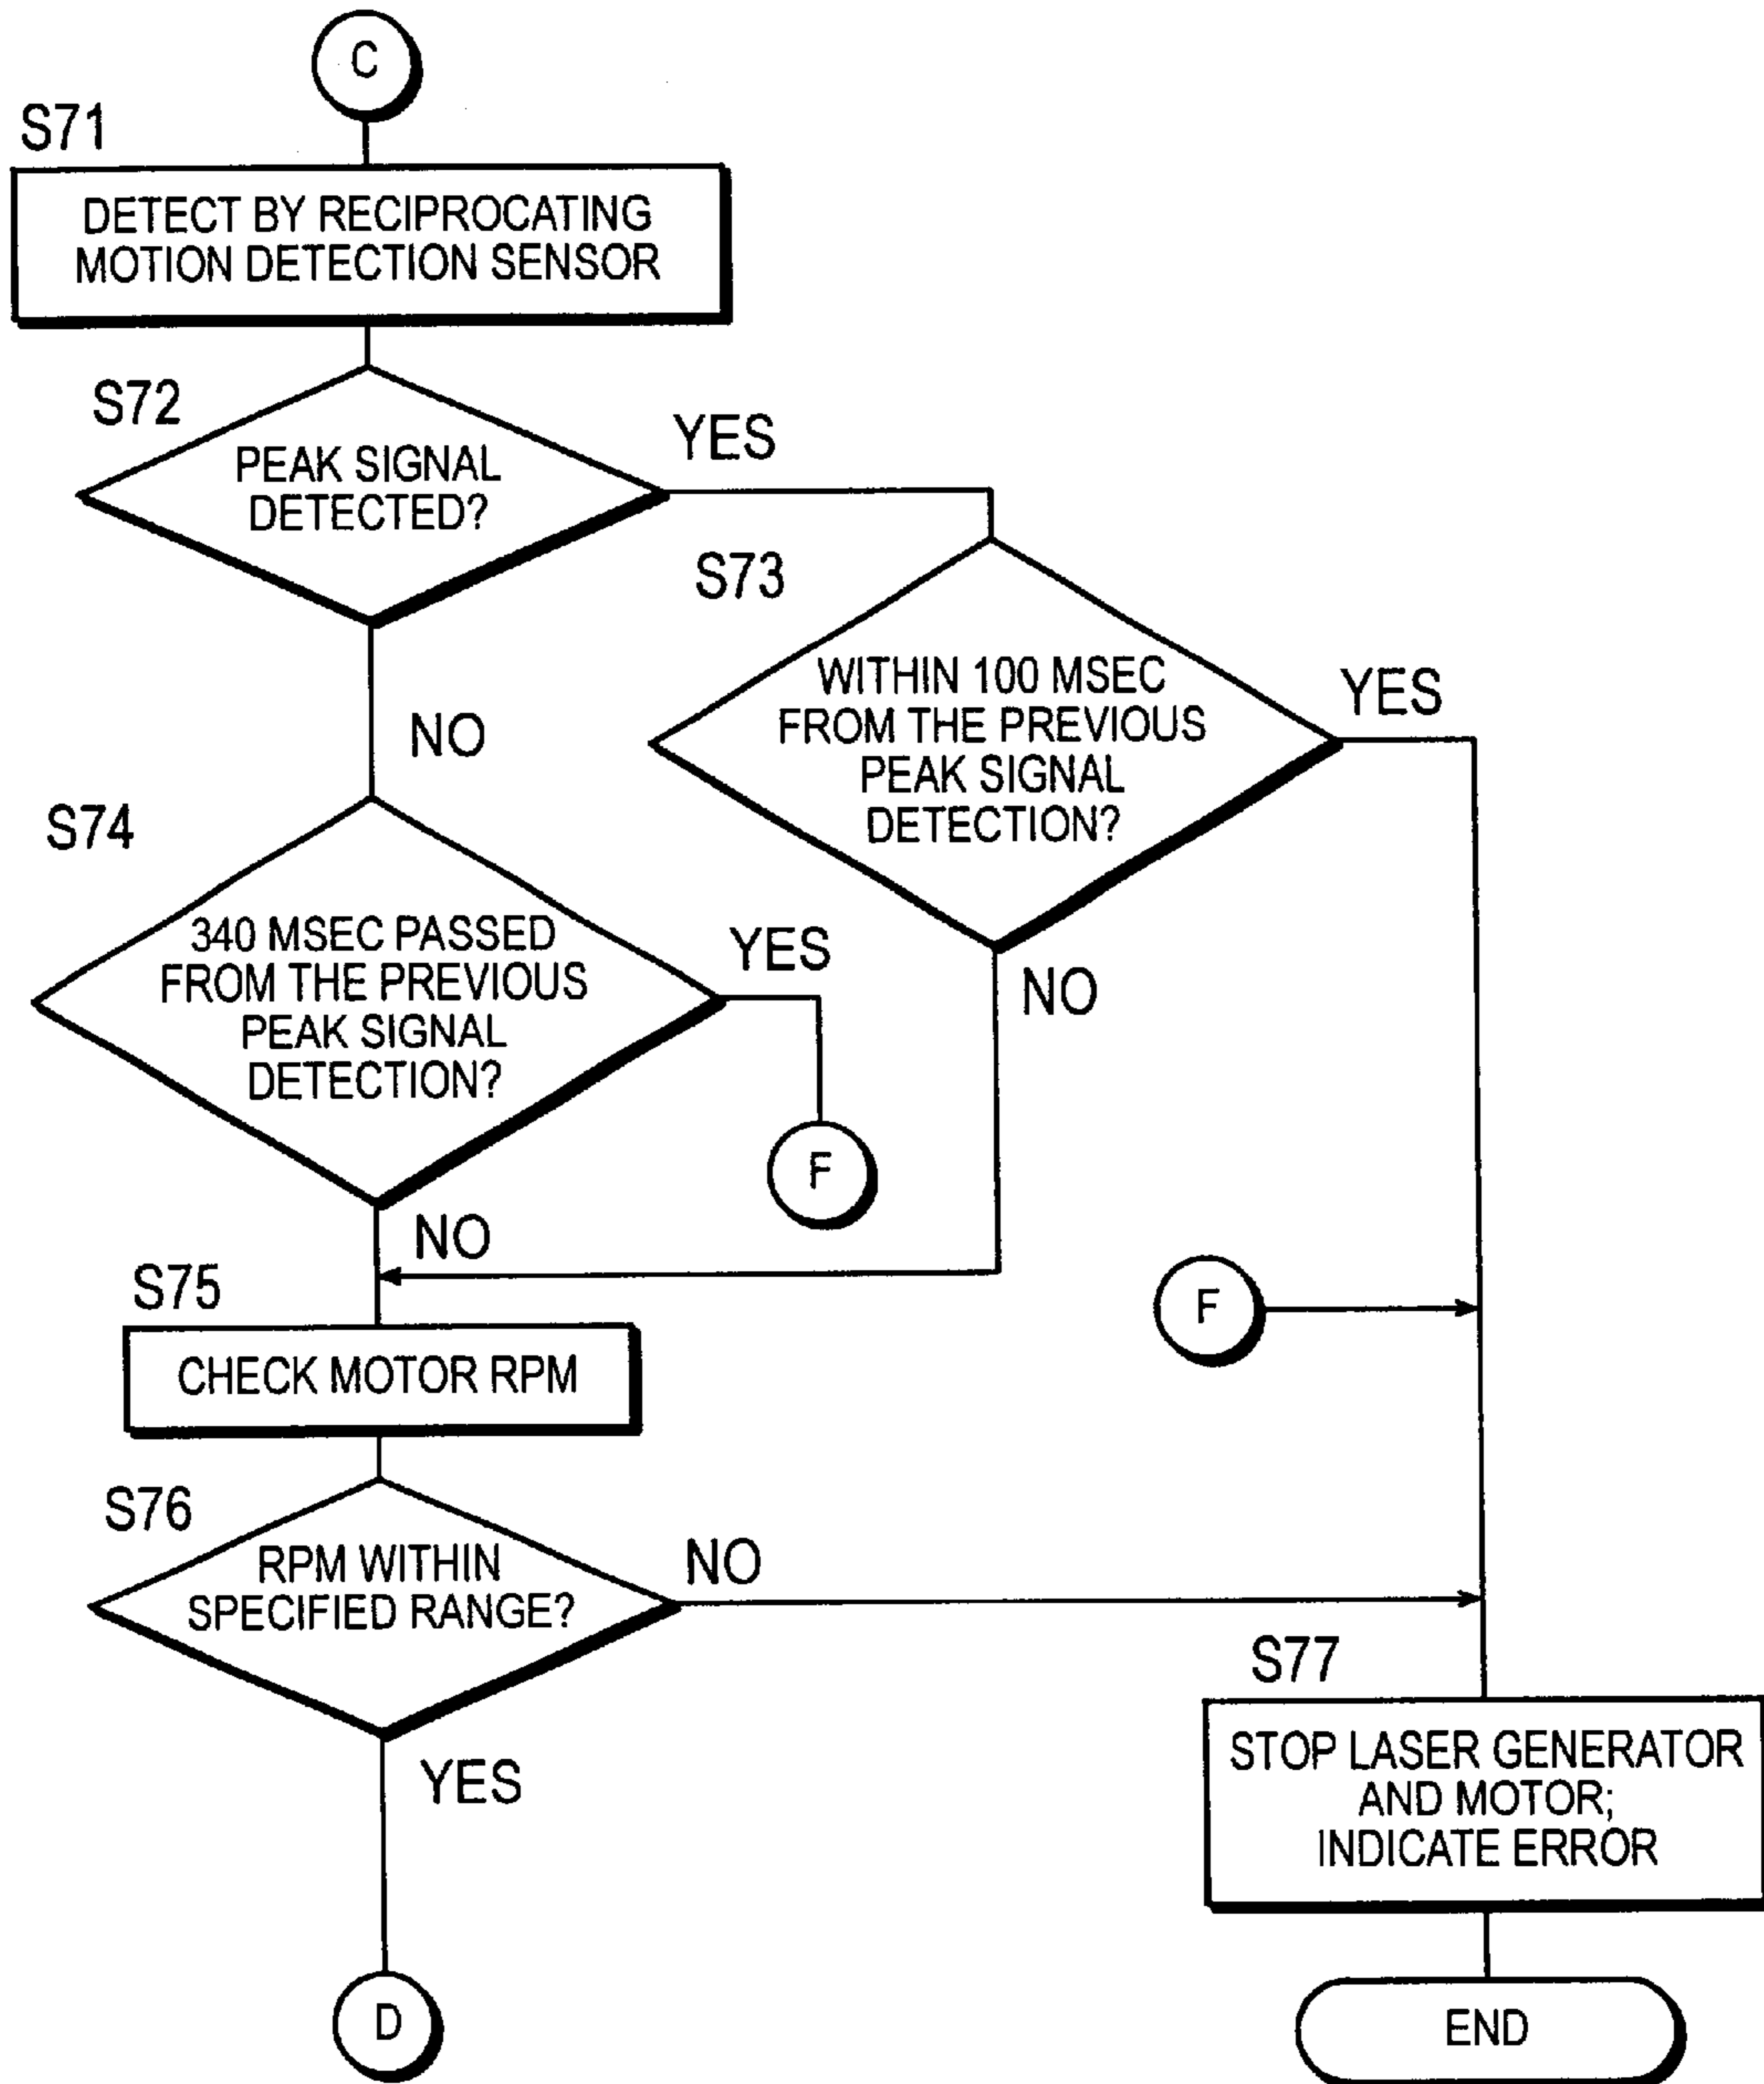 C
S71
DETECT BY RECIPROCATING
MOTION DETECTION SENSOR
S72
PEAK SIGNAL
DETECTED?
YES
S73
WITHIN 100 MSEC
FROM THE PREVIOUS
PEAK SIGNAL
DETECTION?
YES
NO
NO
S74
340 MSEC PASSED
FROM THE PREVIOUS
PEAK SIGNAL
DETECTION?
YES
F
NO
S75
CHECK MOTOR RPM
F
S76
RPM WITHIN
SPECIFIED RANGE?
NO
YES
S77
STOP LASER GENERATOR
AND MOTOR;
INDICATE ERROR
D
END